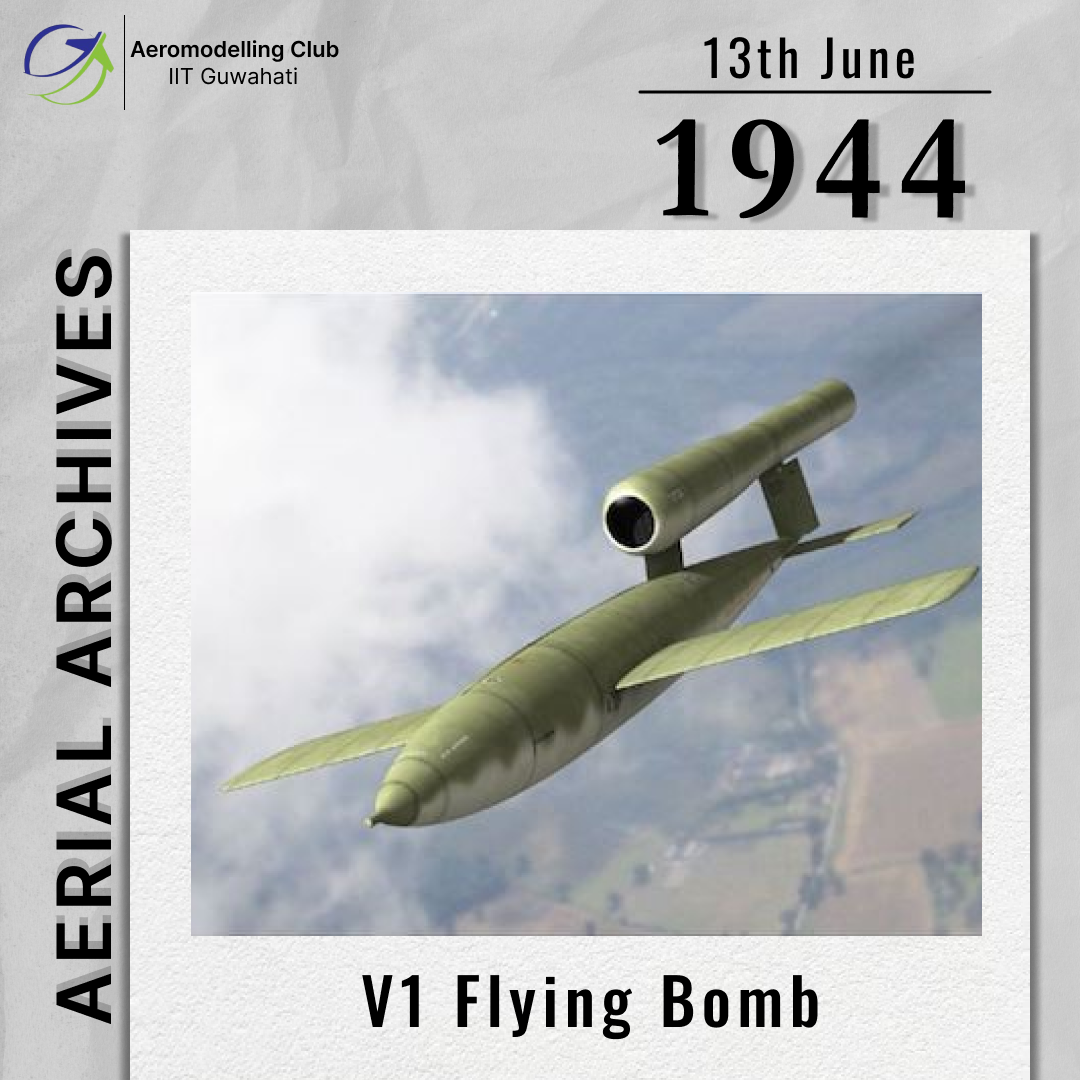 Aeromodelling Club
IIT Guwahati
13th June
1944
AERIAL ARCHIVES
V1 Flying Bomb